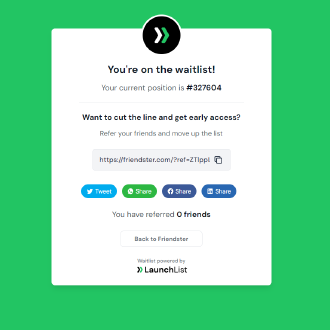 You're on the waitlist!
Your current position is #327604
Want to cut the line and get early access?
Refer your friends and move up the list
https://friendster.com/?ref=ZTlppl
Tweet
Share
Share
Share
You have referred 0 friends
Back to Friendster
Waitlist powered by
LaunchList